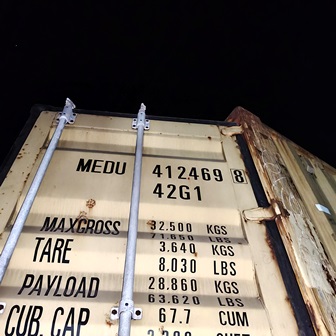 MEDU 412469 8
42G1
MAXGROSS 32.500 KGS
71.650 LBS
TARE 3.640 KGS
8.030 LBS
PAYLOAD 28.860 KGS
63.620 LBS
CUB. CAP 67.7 CUM